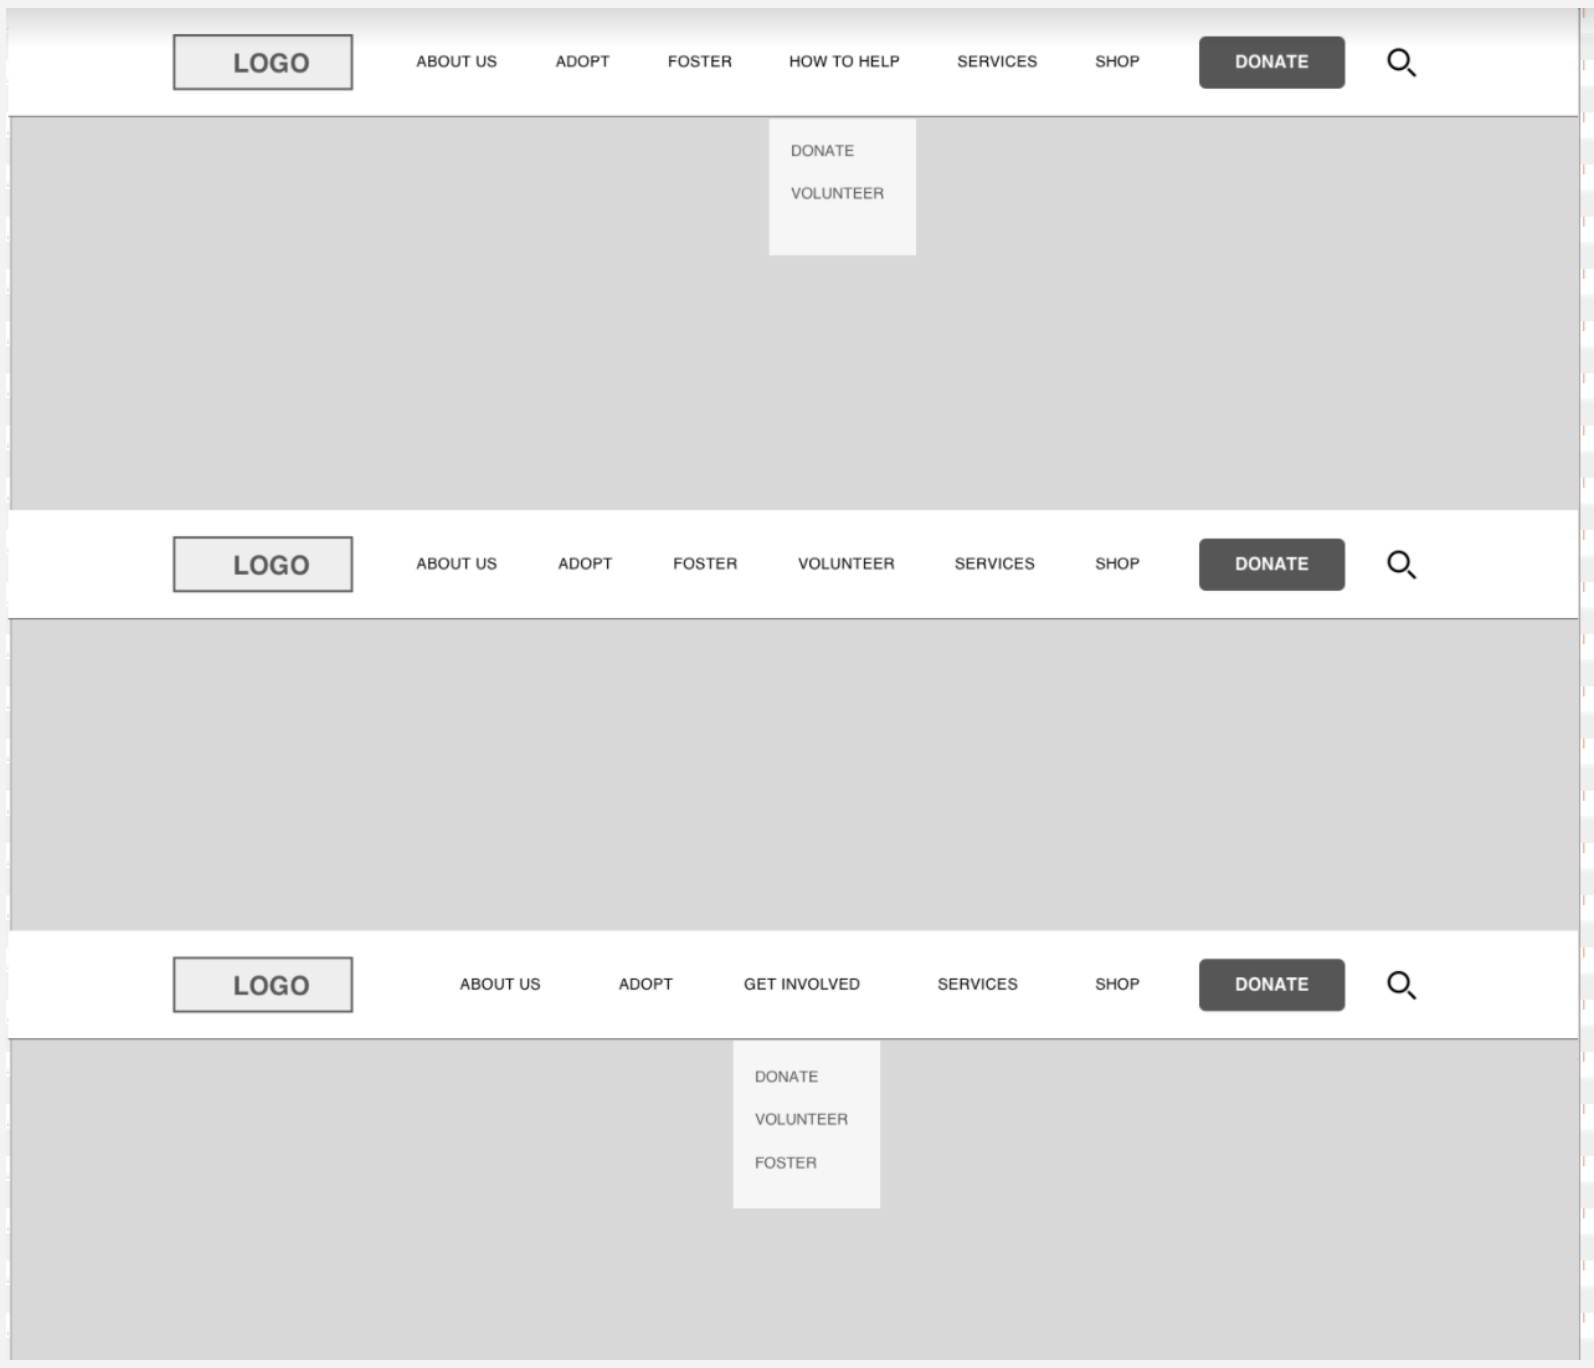 LOGO ABOUT US ADOPT FOSTER HOW TO HELP SERVICES SHOP DONATE
DONATE
VOLUNTEER
LOGO ABOUT US ADOPT FOSTER VOLUNTEER SERVICES SHOP DONATE
LOGO ABOUT US ADOPT GET INVOLVED SERVICES SHOP DONATE
DONATE
VOLUNTEER
FOSTER